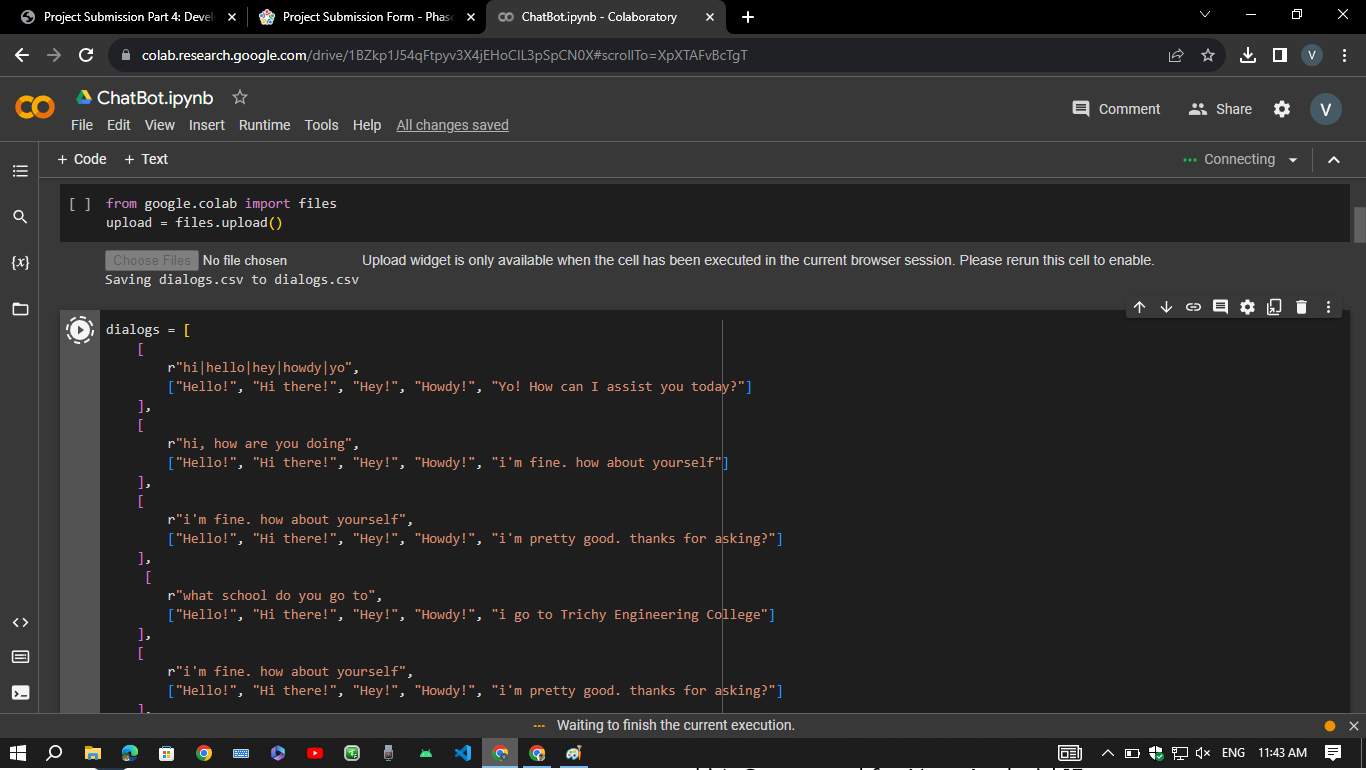 Project Submission Part 4: Devel
Project Submission Form - Phase
ChatBot.ipynb - Colaboratory
colab.research.google.com/drive/1BZkp1J54qFtpyv3X4jEHoClL3pSpCN0X#scrollTo=XpXTAFvBcTgT
V
ChatBot.ipynb
File Edit View Insert Runtime Tools Help All changes saved
Comment Share V
+ Code + Text
Connecting
[ ] from google.colab import files
upload = files.upload()
Choose Files No file chosen Upload widget is only available when the cell has been executed in the current browser session. Please rerun this cell to enable.
Saving dialogs.csv to dialogs.csv
{x}
dialogs = [
[
r"hi|hello|hey|howdy|yo",
["Hello!", "Hi there!", "Hey!", "Howdy!", "Yo! How can I assist you today?"]
],
[
r"hi, how are you doing",
["Hello!", "Hi there!", "Hey!", "Howdy!", "i'm fine. how about yourself"]
],
[
r"i'm fine. how about yourself",
["Hello!", "Hi there!", "Hey!", "Howdy!", "i'm pretty good. thanks for asking?"]
],
[
r"what school do you go to",
["Hello!", "Hi there!", "Hey!", "Howdy!", "i go to Trichy Engineering College"]
],
[
r"i'm fine. how about yourself",
["Hello!", "Hi there!", "Hey!", "Howdy!", "i'm pretty good. thanks for asking?"]
],
Waiting to finish the current execution.
ENG 11:43 AM